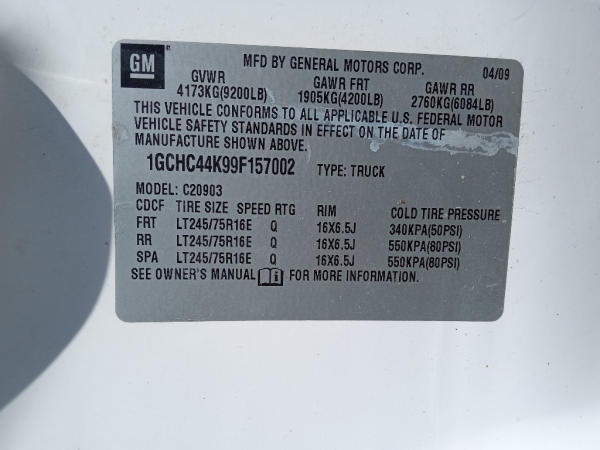 GM
MFD BY GENERAL MOTORS CORP. 04/09
GVWR GAWR FRT GAWR RR
4173KG(9200LB) 1905KG(4200LB) 2760KG(6084LB)
THIS VEHICLE CONFORMS TO ALL APPLICABLE U.S. FEDERAL MOTOR
VEHICLE SAFETY STANDARDS IN EFFECT ON THE DATE OF
MANUFACTURE SHOWN ABOVE.
1GCHC44K99F157002 TYPE: TRUCK
MODEL: C20903
CDCF TIRE SIZE SPEED RTG RIM COLD TIRE PRESSURE
FRT LT245/75R16E Q 16X6.5J 340KPA(50PSI)
RR LT245/75R16E Q 16X6.5J 550KPA(80PSI)
SPA LT245/75R16E Q 16X6.5J 550KPA(80PSI)
SEE OWNER'S MANUAL i FOR MORE INFORMATION.